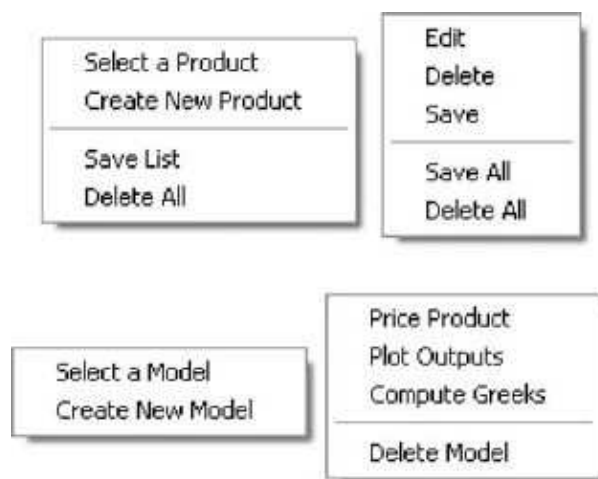 Select a Product
Create New Product
Save List
Delete All
Edit
Delete
Save
Save All
Delete All
Select a Model
Create New Model
Price Product
Plot Outputs
Compute Greeks
Delete Model